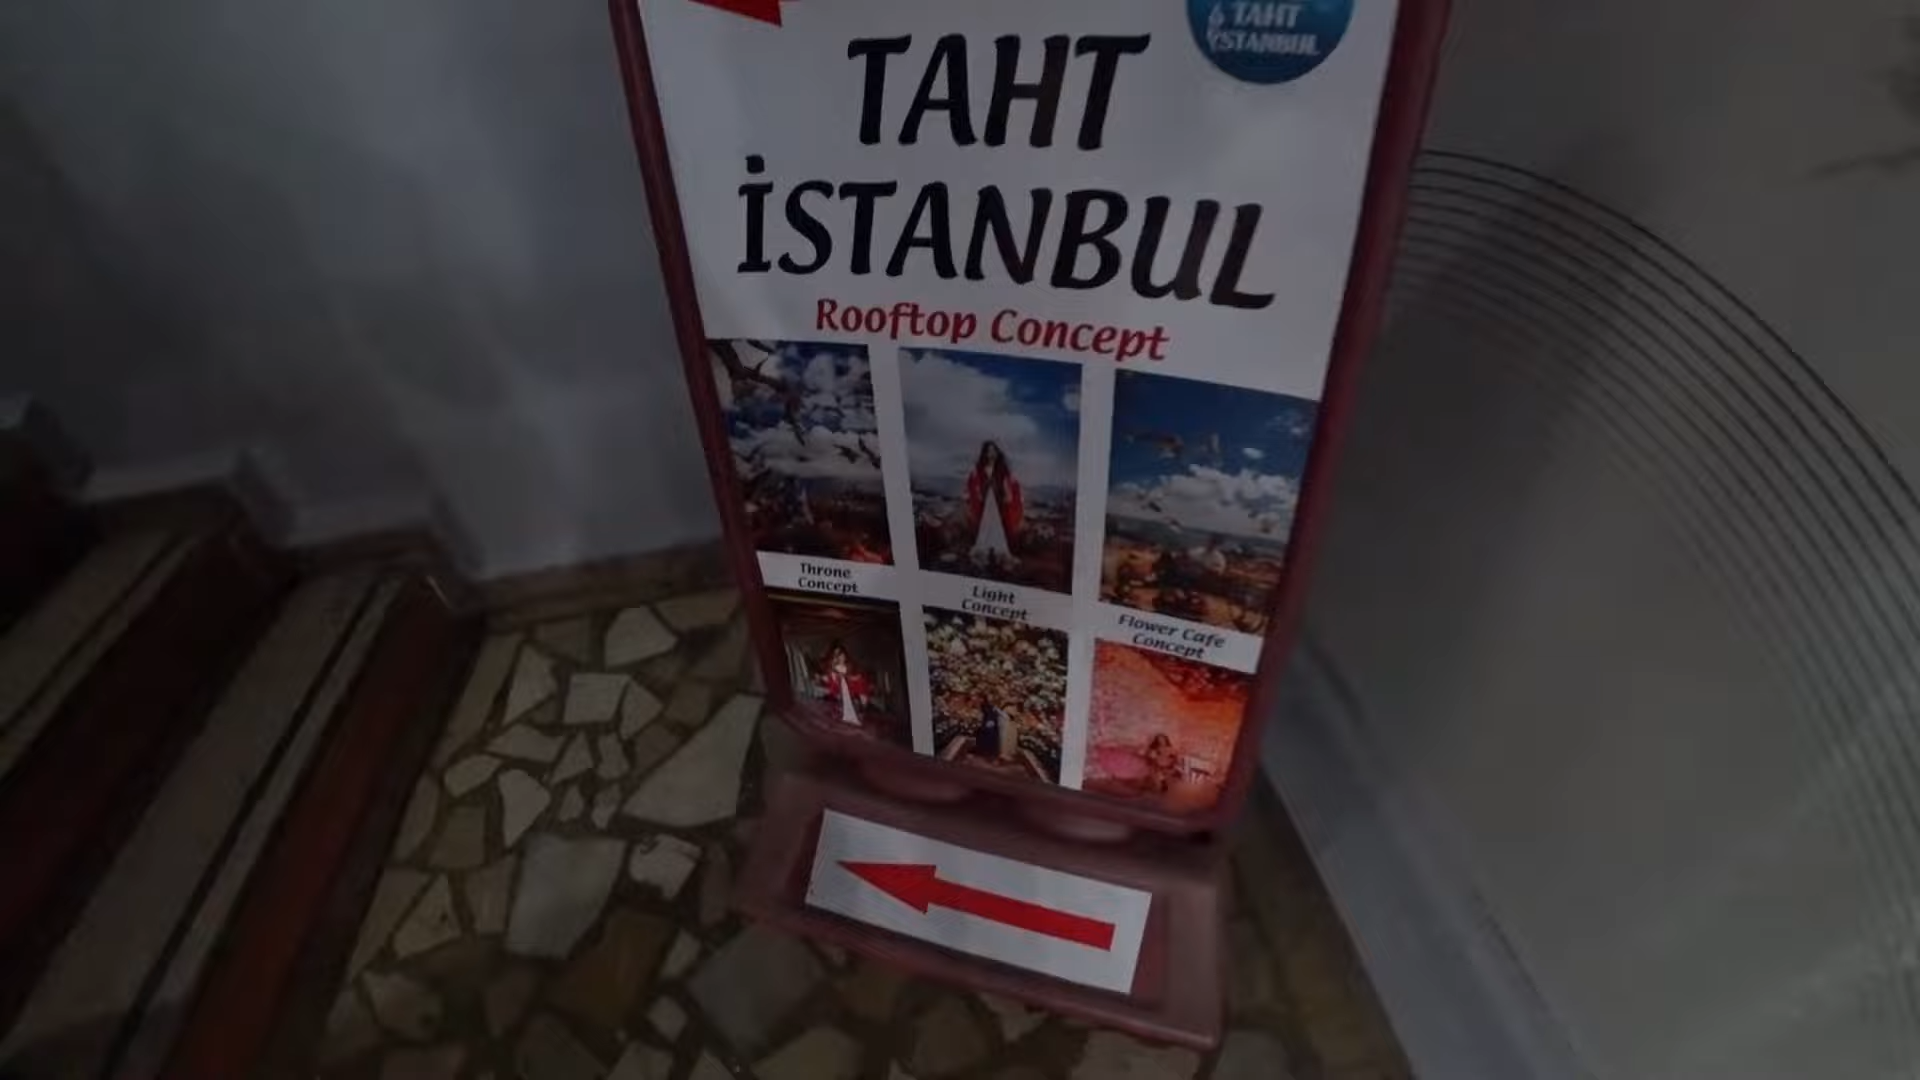 TAHT
İSTANBUL
TAHT
İSTANBUL
Rooftop Concept
Throne
Concept
Light
Concept
Flower Cafe
Concept